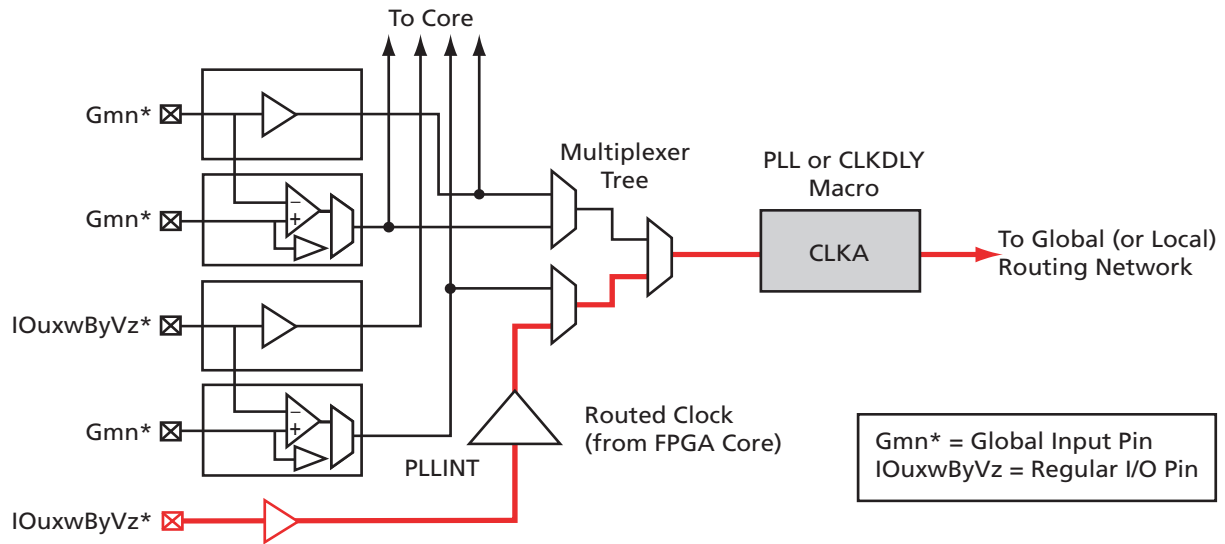 To Core
Gmn*
Multiplexer
Tree
PLL or CLKDLY
Macro
Gmn*
−
+
CLKA
To Global (or Local)
Routing Network
IOuxwByVz*
Gmn*
−
+
PLLINT
Routed Clock
(from FPGA Core)
Gmn* = Global Input Pin
IOuxwByVz = Regular I/O Pin
IOuxwByVz*